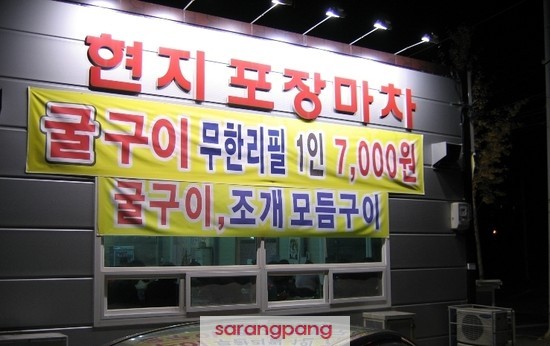 현지포장마차
굴구이 무한리필 1인 7,000원
굴구이, 조개 모듬구이
sarangpang